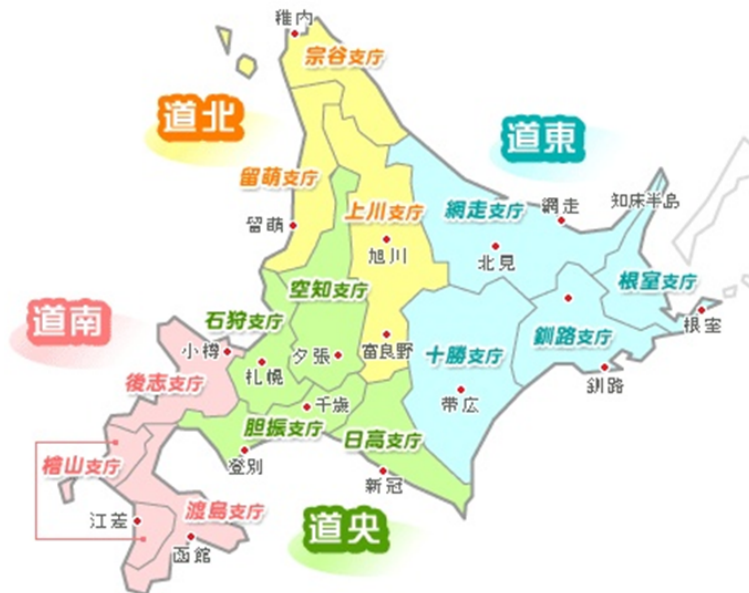 稚内
宗谷支庁
道北
道東
留萌支庁
上川支庁
網走支庁
網走
知床半島
留萌
旭川
北見
空知支庁
根室支庁
石狩支庁
道南
小樽
札幌
夕張
富良野
十勝支庁
釧路支庁
根室
後志支庁
釧路
千歳
帯広
胆振支庁
日高支庁
登別
新冠
檜山支庁
渡島支庁
江差
函館
道央